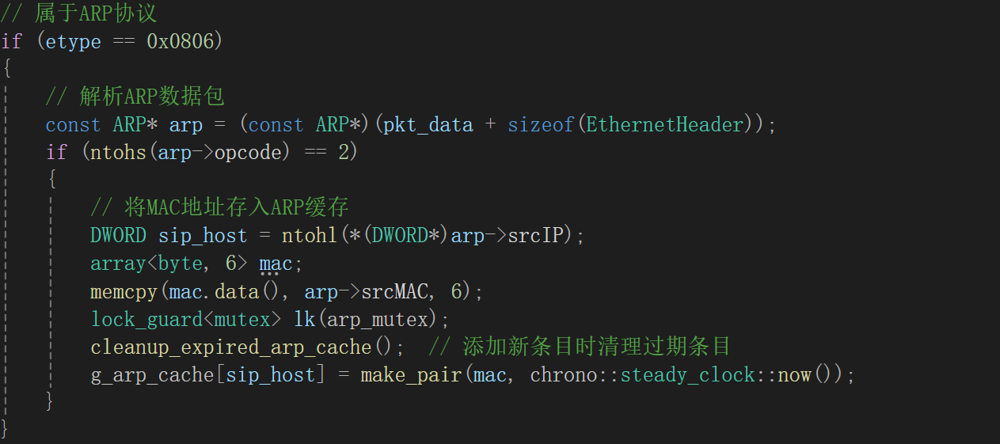 // 属于ARP协议
if (etype == 0x0806)
{
    // 解析ARP数据包
    const ARP* arp = (const ARP*)(pkt_data + sizeof(EthernetHeader));
    if (ntohs(arp->opcode) == 2)
    {
        // 将MAC地址存入ARP缓存
        DWORD sip_host = ntohl(*(DWORD*)arp->srcIP);
        array<byte, 6> mac;
        memcpy(mac.data(), arp->srcMAC, 6);
        lock_guard<mutex> lk(arp_mutex);
        cleanup_expired_arp_cache();  // 添加新条目时清理过期条目
        g_arp_cache[sip_host] = make_pair(mac, chrono::steady_clock::now());
    }
}